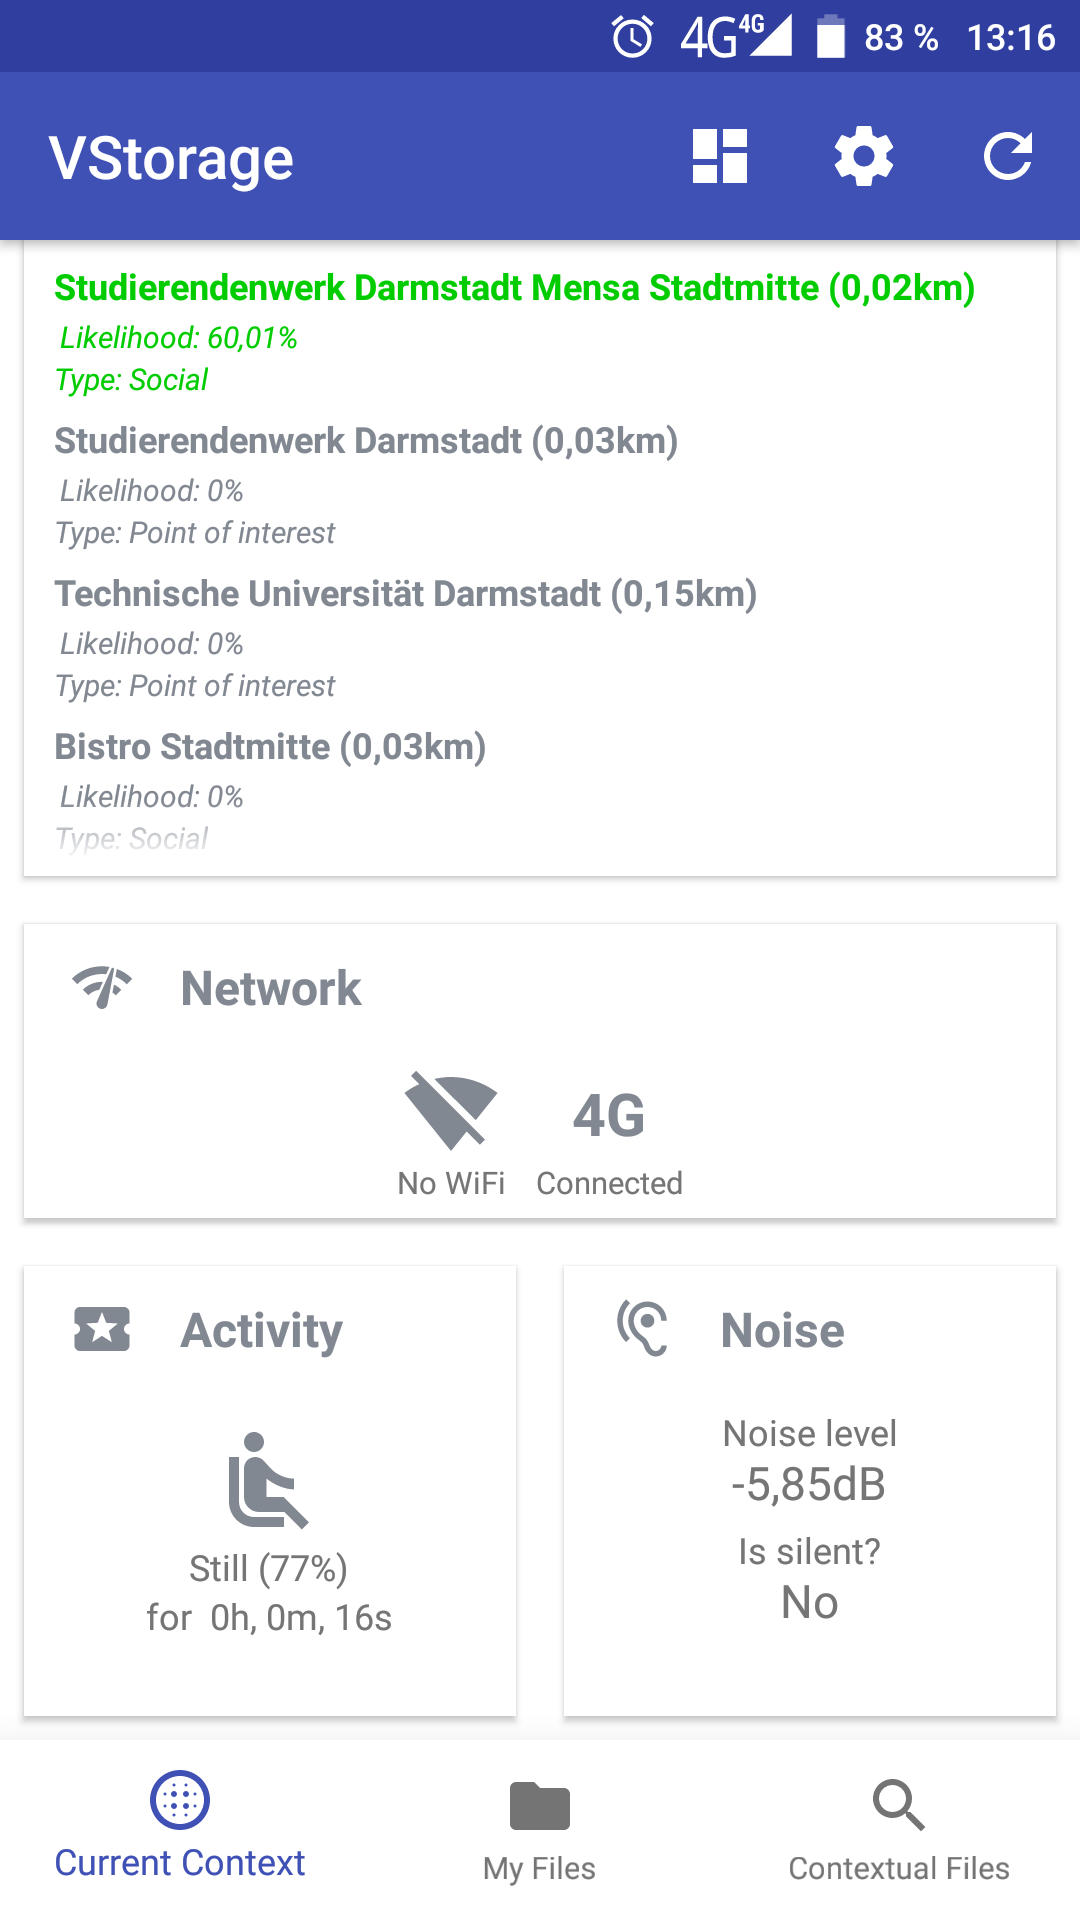 4G 4G 83 % 13:16
VStorage
Studierendenwerk Darmstadt Mensa Stadtmitte (0,02km)
Likelihood: 60,01%
Type: Social
Studierendenwerk Darmstadt (0,03km)
Likelihood: 0%
Type: Point of interest
Technische Universität Darmstadt (0,15km)
Likelihood: 0%
Type: Point of interest
Bistro Stadtmitte (0,03km)
Likelihood: 0%
Type: Social
Network
4G
No WiFi Connected
Activity
Still (77%)
for 0h, 0m, 16s
Noise
Noise level
-5,85dB
Is silent?
No
Current Context
My Files
Contextual Files